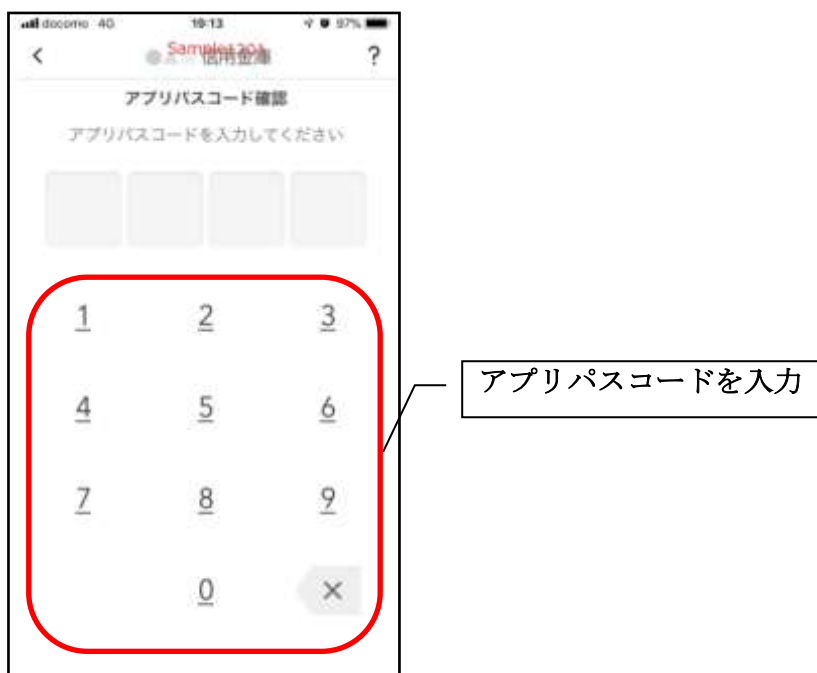 docomo 4G 19:13 97%
信用金庫 ?
アプリパスコード確認
アプリパスコードを入力してください
1 2 3
4 5 6
アプリパスコードを入力
7 8 9
0 ×